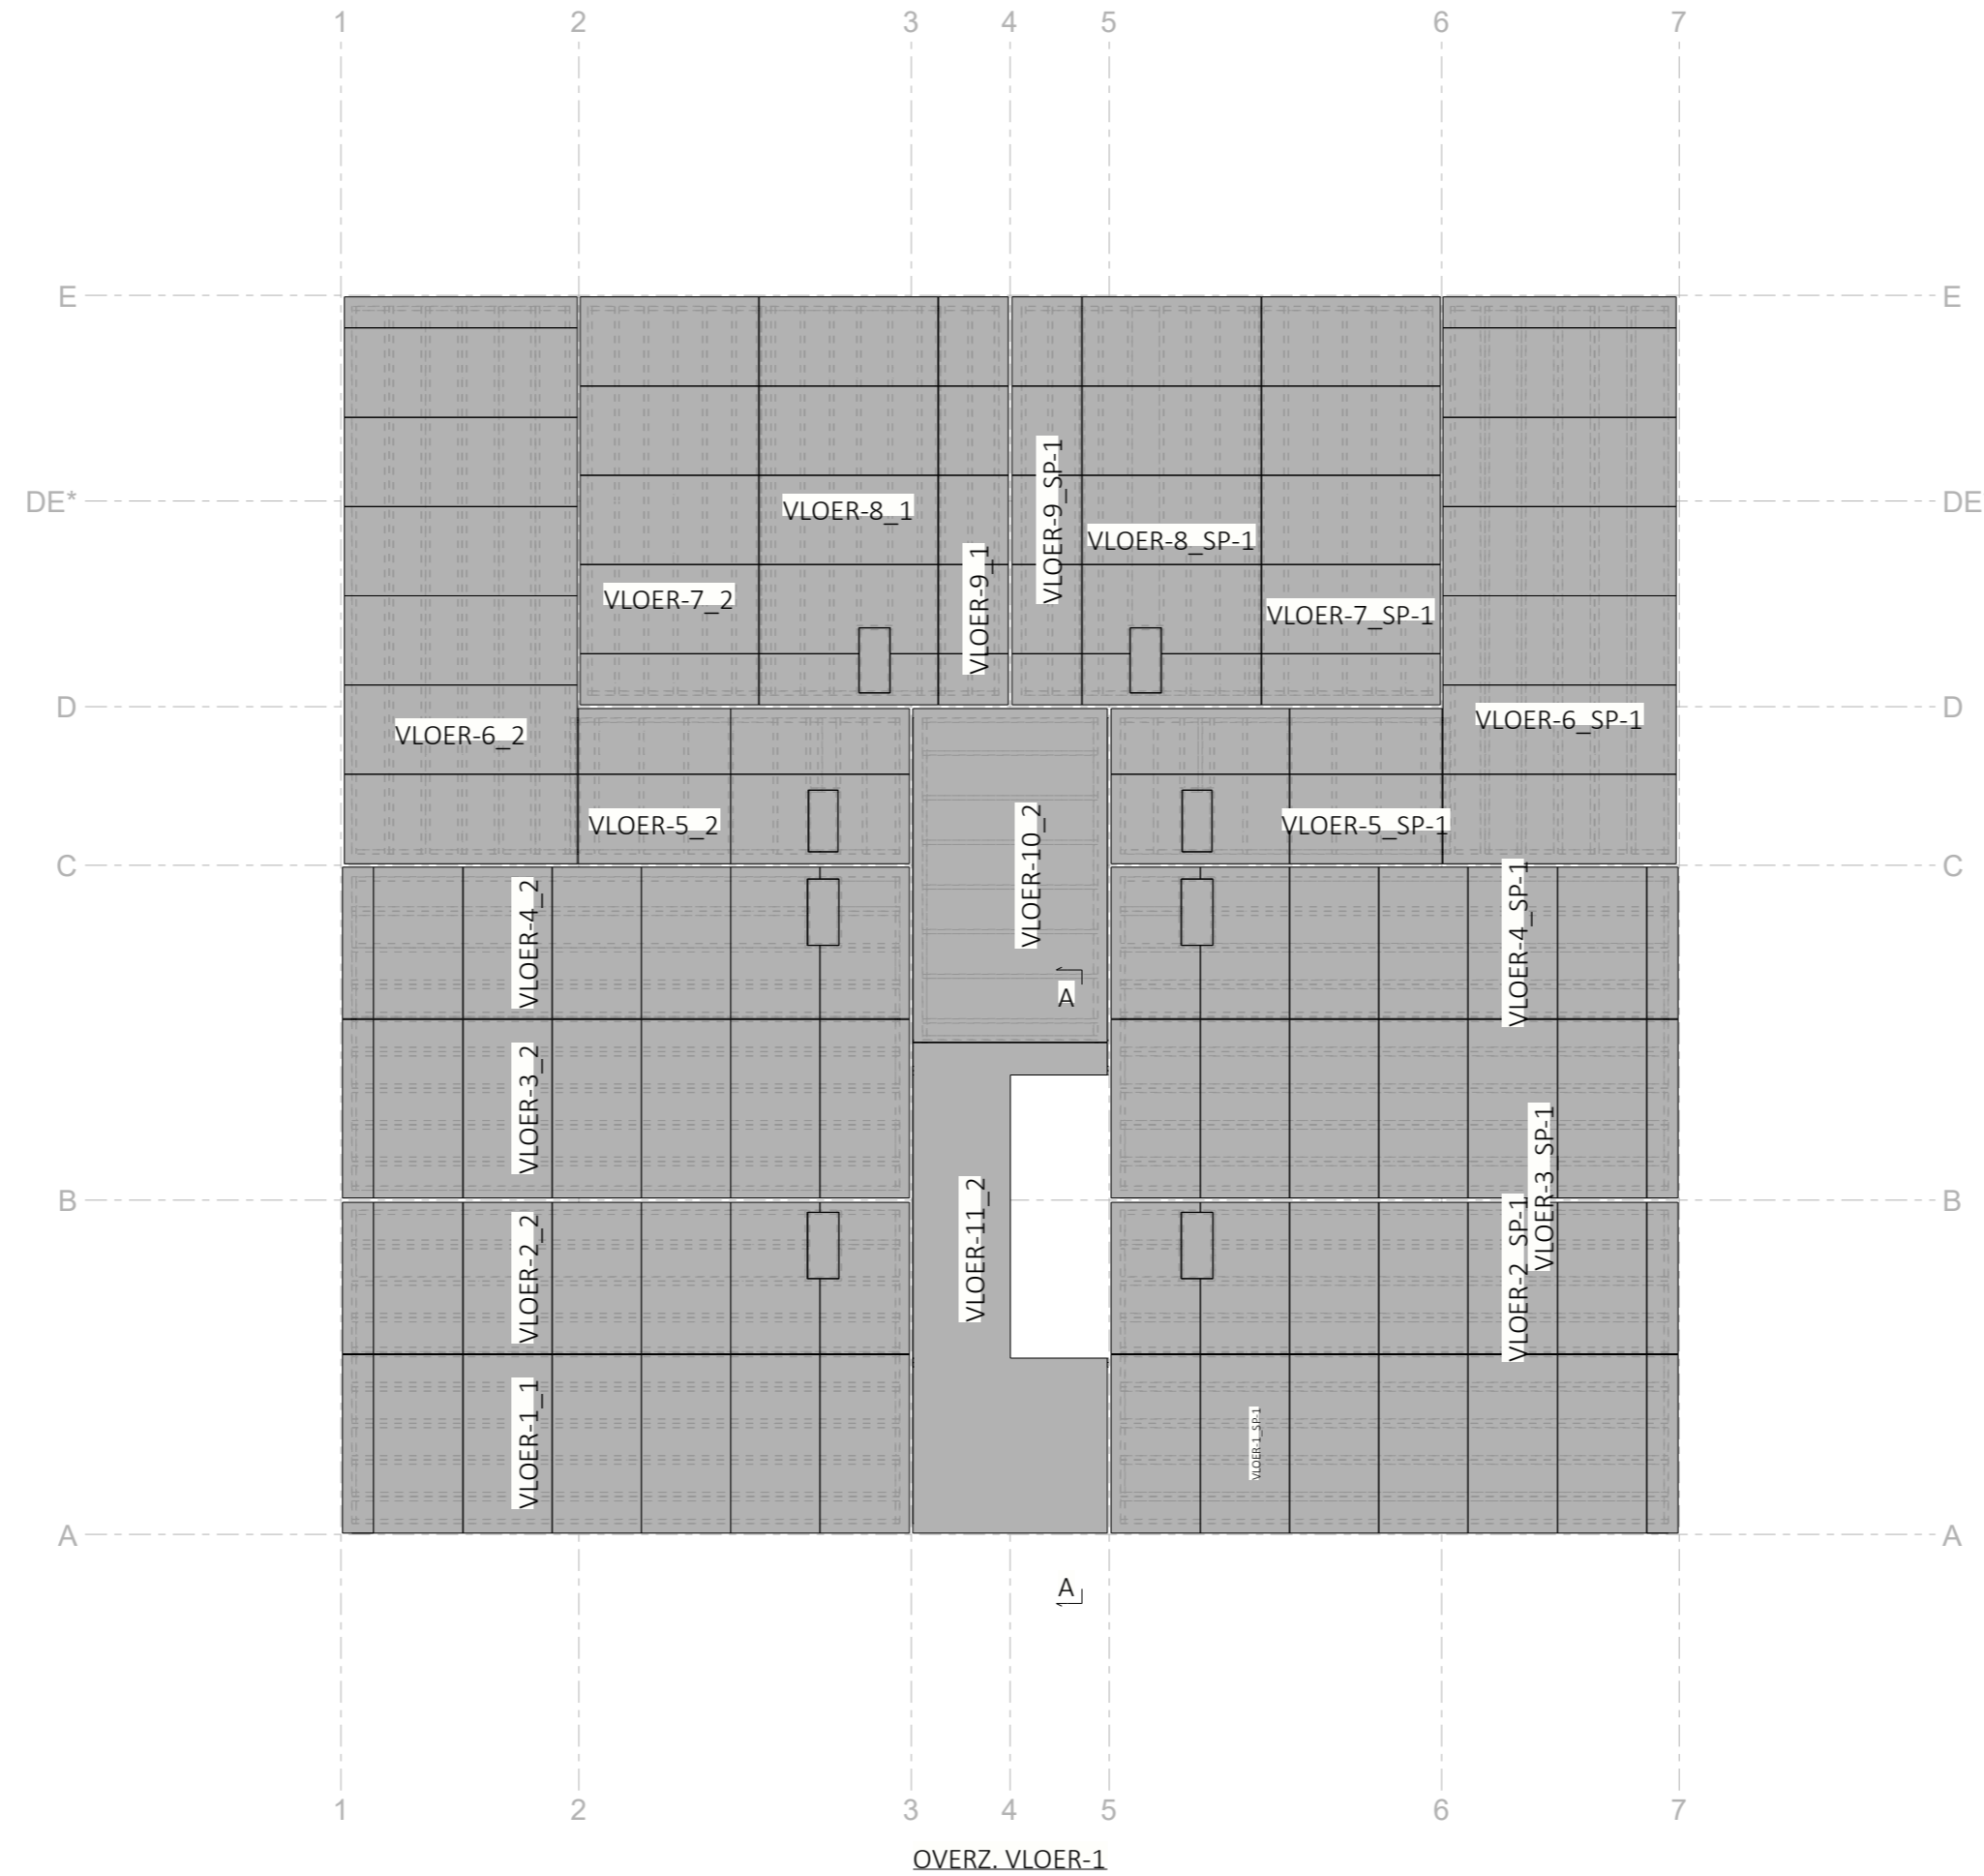 1 2 3 4 5 6 7
E E
DE* DE
D D
C C
B B
A A
VLOER-9_SP-1
VLOER-8_1
VLOER-8_SP-1
VLOER-9_1
VLOER-7_2
VLOER-7_SP-1
VLOER-6_2
VLOER-6_SP-1
VLOER-5_2
VLOER-5_SP-1
VLOER-10_2
VLOER-4_2
VLOER-4_SP-1
A
VLOER-3_2
VLOER-3_SP-1
VLOER-11_2
VLOER-2_2
VLOER-2_SP-1
VLOER-1_1
VLOER-1_SP-1
A
1 2 3 4 5 6 7
OVERZ. VLOER-1